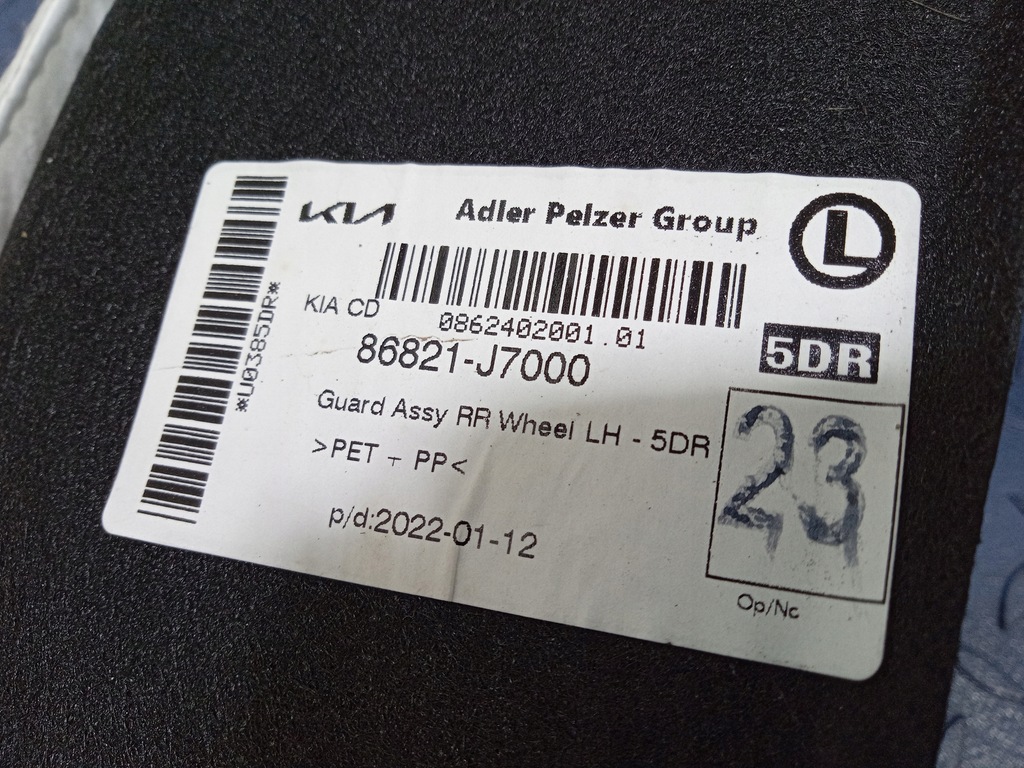 KIA
Adler Pelzer Group
L
KIA CD
0862402001.01
86821-J7000
5DR
Guard Assy RR Wheel LH - 5DR
>PET + PP<
p/d:2022-01-12
23
Op/Nc
*W0385DR*